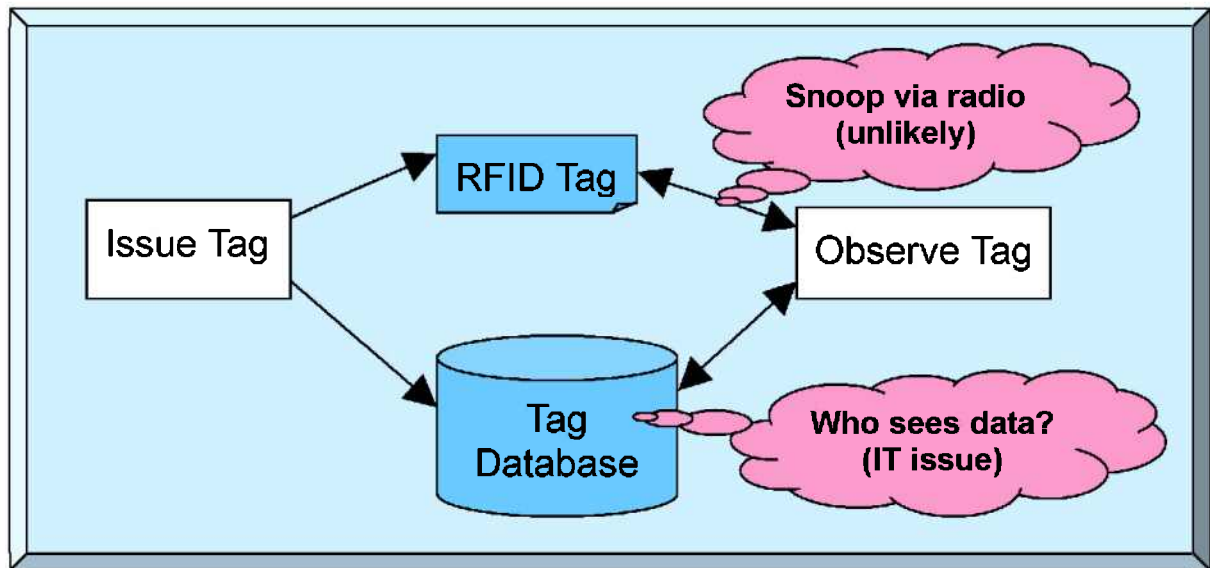 Snoop via radio
(unlikely)
RFID Tag
Issue Tag
Observe Tag
Tag
Database
Who sees data?
(IT issue)